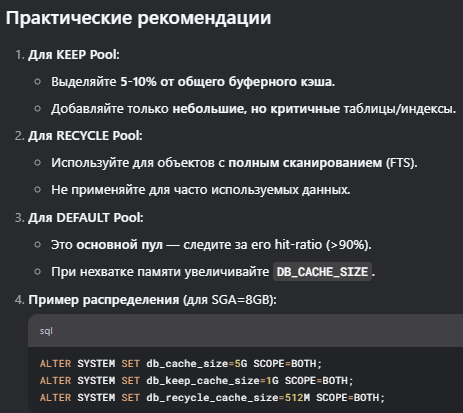 Практические рекомендации
1. Для KEEP Pool:
Выделяйте 5-10% от общего буферного кэша.
Добавляйте только небольшие, но критичные таблицы/индексы.
2. Для RECYCLE Pool:
Используйте для объектов с полным сканированием (FTS).
Не применяйте для часто используемых данных.
3. Для DEFAULT Pool:
Это основной пул — следите за его hit-ratio (>90%).
При нехватке памяти увеличивайте DB_CACHE_SIZE.
4. Пример распределения (для SGA=8GB):
sql
ALTER SYSTEM SET db_cache_size=5G SCOPE=BOTH;
ALTER SYSTEM SET db_keep_cache_size=1G SCOPE=BOTH;
ALTER SYSTEM SET db_recycle_cache_size=512M SCOPE=BOTH;